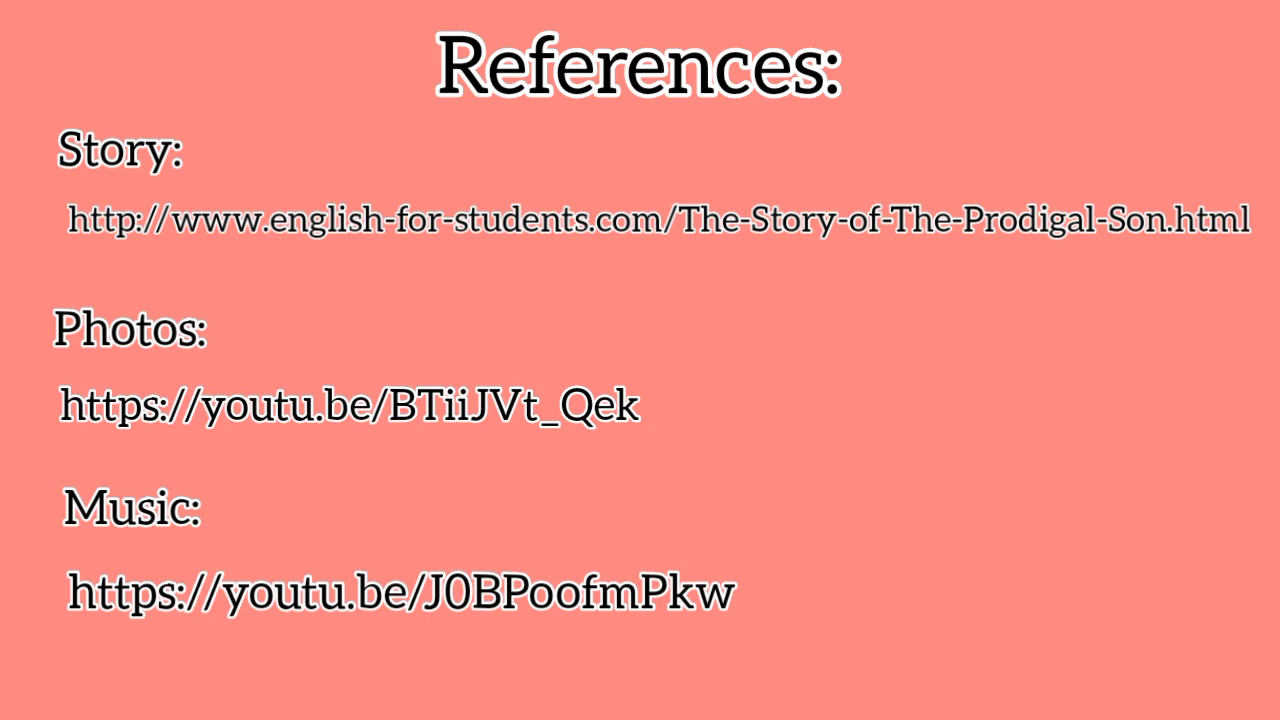 References:
Story:
http://www.english-for-students.com/The-Story-of-The-Prodigal-Son.html
Photos:
https://youtu.be/BTiiJVt_Qek
Music:
https://youtu.be/J0BPoofmPkw